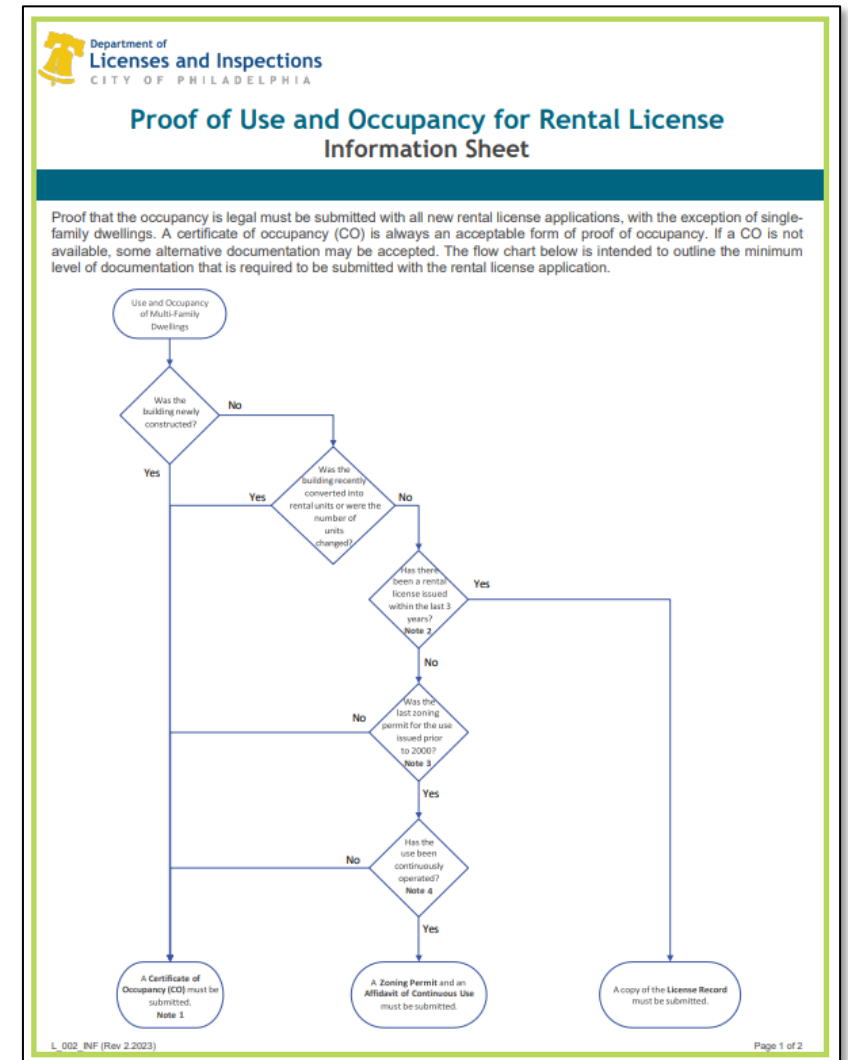 Department of
Licenses and Inspections
CITY OF PHILADELPHIA
Proof of Use and Occupancy for Rental License
Information Sheet
Proof that the occupancy is legal must be submitted with all new rental license applications, with the exception of single-
family dwellings. A certificate of occupancy (CO) is always an acceptable form of proof of occupancy. If a CO is not
available, some alternative documentation may be accepted. The flow chart below is intended to outline the minimum
level of documentation that is required to be submitted with the rental license application.
Use and Occupancy
of Multi-Family
Dwellings
Was the
building newly
constructed?
No
Yes
Was the
building recently
converted into
rental units or were the
number of
units
changed?
Yes
No
Has there
been a rental
license issued
within the last 3
years?
Note 2
Yes
No
Was the
last zoning
permit for the use
issued prior
to 2000?
Note 3
No
Yes
Has the
use been
continuously
operated?
Note 4
No
Yes
A Certificate of
Occupancy (CO) must be
submitted.
Note 1
A Zoning Permit and an
Affidavit of Continuous Use
must be submitted.
A copy of the License Record
must be submitted.
L_002_INF (Rev 2.2023)
Page 1 of 2